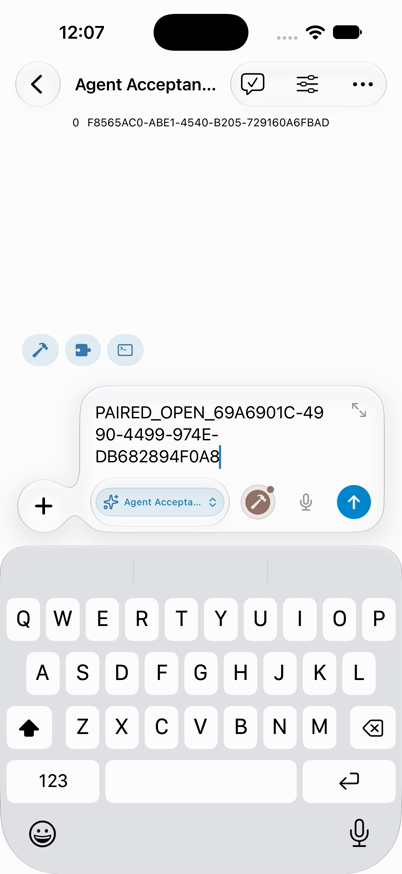 12:07
Agent Acceptan...
0 F8565AC0-ABE1-4540-B205-729160A6FBAD
PAIRED_OPEN_69A6901C-49
90-4499-974E-
DB682894F0A8
Agent Accepta...
Q W E R T Y U I O P
A S D F G H J K L
Z X C V B N M
123